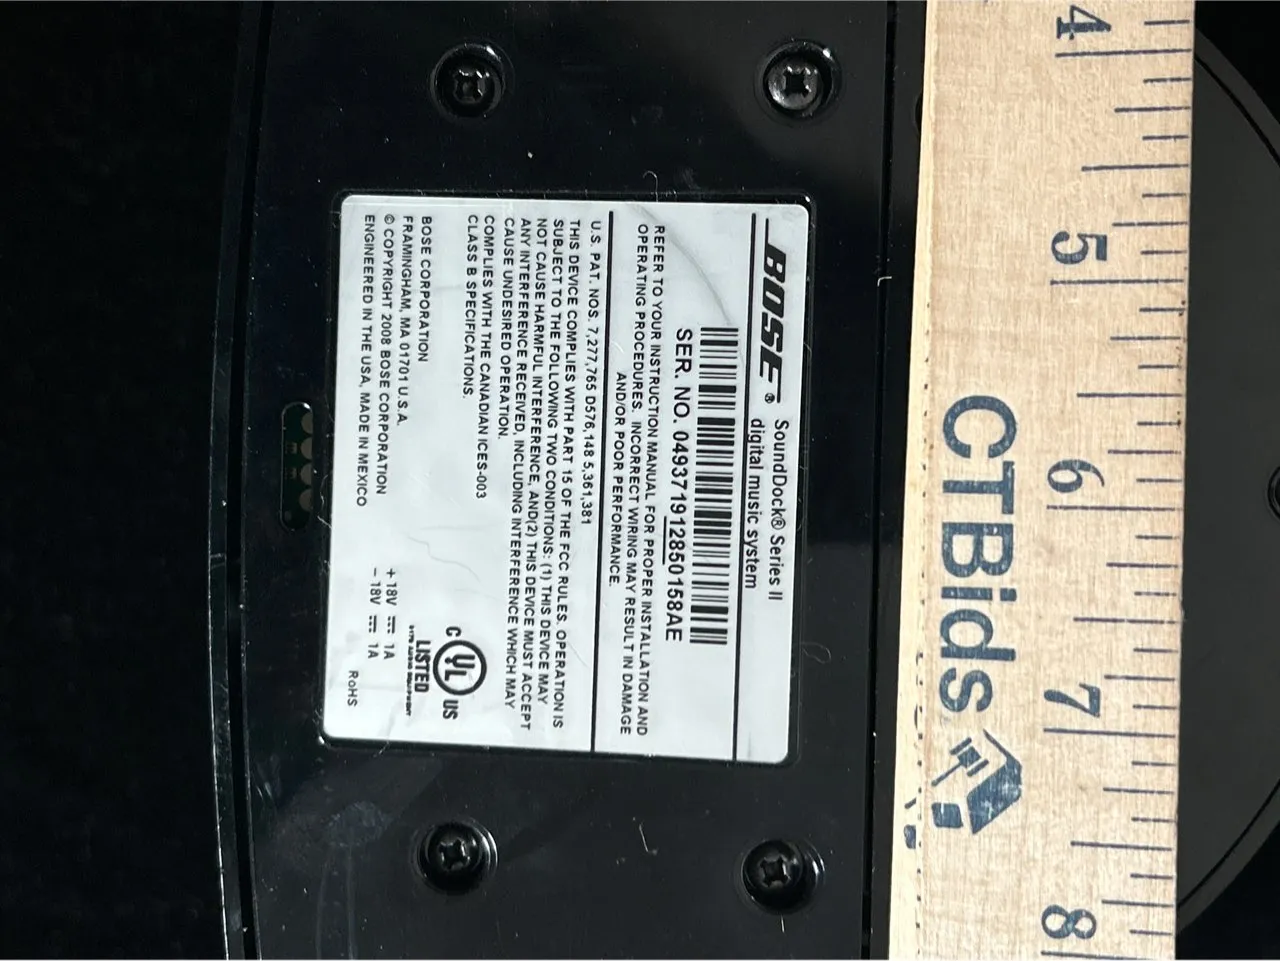 BOSE®
SoundDock® Series II
digital music system
SER. NO. 049371912850158AE
REFER TO YOUR INSTRUCTION MANUAL FOR PROPER INSTALLATION AND
OPERATING PROCEDURES. INCORRECT WIRING MAY RESULT IN DAMAGE
AND/OR POOR PERFORMANCE.
U.S. PAT. NOS. 7,277,765 D576,148 5,361,381
THIS DEVICE COMPLIES WITH PART 15 OF THE FCC RULES. OPERATION IS
SUBJECT TO THE FOLLOWING TWO CONDITIONS: (1) THIS DEVICE MAY
NOT CAUSE HARMFUL INTERFERENCE, AND(2) THIS DEVICE MUST ACCEPT
ANY INTERFERENCE RECEIVED, INCLUDING INTERFERENCE WHICH MAY
CAUSE UNDESIRED OPERATION.
COMPLIES WITH THE CANADIAN ICES-003
CLASS B SPECIFICATIONS.
C UL US
LISTED
BOSE CORPORATION
FRAMINGHAM, MA 01701 U.S.A.
© COPYRIGHT 2008 BOSE CORPORATION
ENGINEERED IN THE USA, MADE IN MEXICO
+ 18V ⎓ 1A
– 18V ⎓ 1A
RoHS
4 5 6 7 8
CTBids